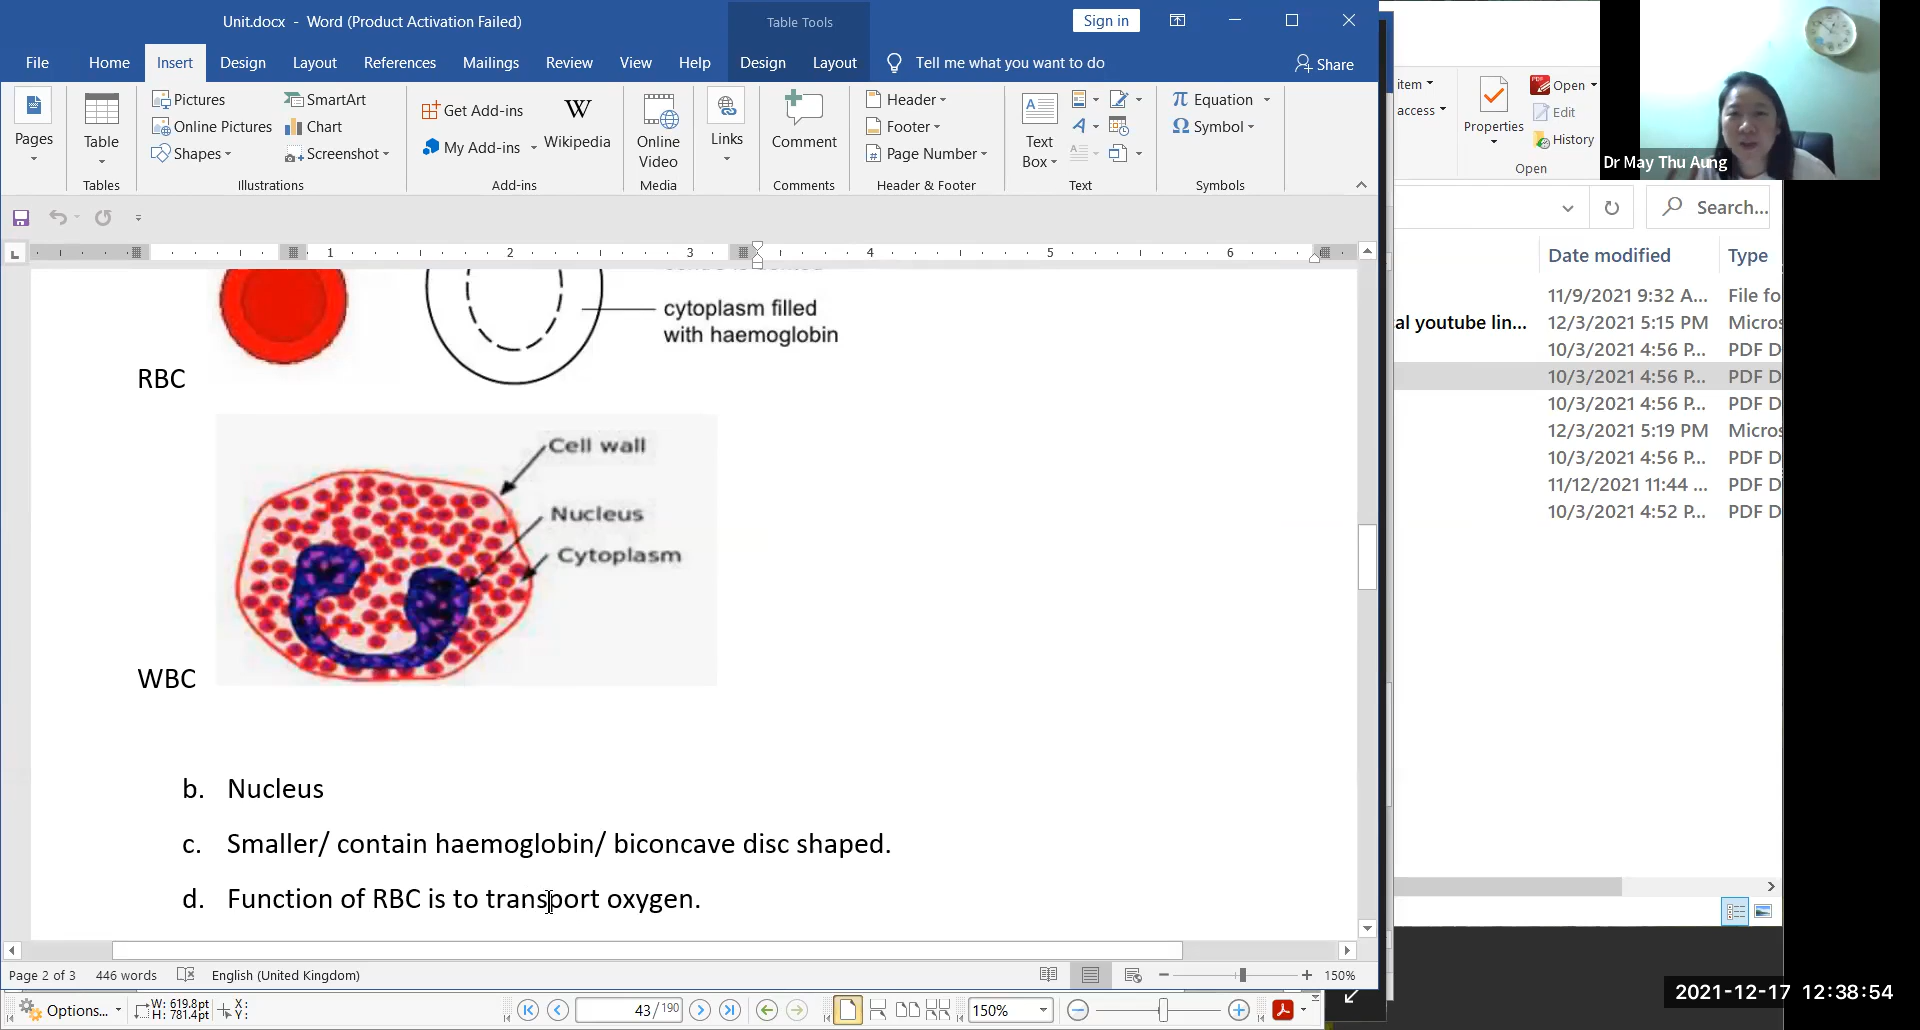 Unit.docx - Word (Product Activation Failed)
Table Tools
Sign in
File Home Insert Design Layout References Mailings Review View Help Design Layout Tell me what you want to do Share
Pages
Table
Tables
Pictures
Online Pictures
Shapes
SmartArt
Chart
Screenshot
Illustrations
Get Add-ins
My Add-ins
W
Wikipedia
Add-ins
Online Video
Media
Links
Comment
Comments
Header
Footer
Page Number
Header & Footer
Text Box
Text
π Equation
Ω Symbol
Symbols
item
access
Properties
Open
Edit
History
Open
Dr May Thu Aung
Search...
1 2 3 4 5 6
Date modified Type
11/9/2021 9:32 A... File fo
al youtube lin... 12/3/2021 5:15 PM Micros
10/3/2021 4:56 P... PDF D
10/3/2021 4:56 P... PDF D
10/3/2021 4:56 P... PDF D
12/3/2021 5:19 PM Micros
10/3/2021 4:56 P... PDF D
11/12/2021 11:44 ... PDF D
10/3/2021 4:52 P... PDF D
cytoplasm filled
with haemoglobin
RBC
Cell wall
Nucleus
Cytoplasm
WBC
b. Nucleus
c. Smaller/ contain haemoglobin/ biconcave disc shaped.
d. Function of RBC is to transport oxygen.
Page 2 of 3 446 words English (United Kingdom) 150%
Options... W: 619.8pt X:
H: 781.4pt Y:
43/190 150%
2021-12-17 12:38:54